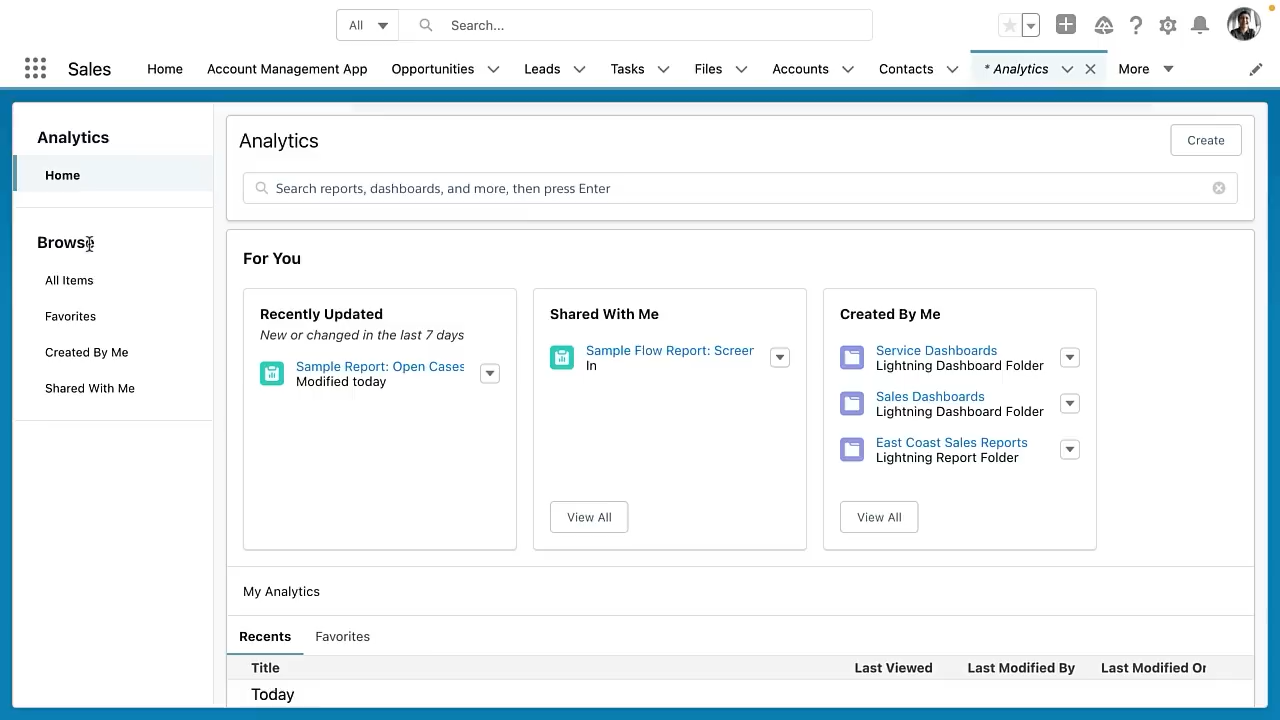 All
Search...
Sales
Home
Account Management App
Opportunities
Leads
Tasks
Files
Accounts
Contacts
* Analytics
More
Analytics
Home
Browse
All Items
Favorites
Created By Me
Shared With Me
Analytics
Create
Search reports, dashboards, and more, then press Enter
For You
Recently Updated
New or changed in the last 7 days
Sample Report: Open Cases
Modified today
Shared With Me
Sample Flow Report: Screen
In
View All
Created By Me
Service Dashboards
Lightning Dashboard Folder
Sales Dashboards
Lightning Dashboard Folder
East Coast Sales Reports
Lightning Report Folder
View All
My Analytics
Recents
Favorites
Title
Last Viewed
Last Modified By
Last Modified On
Today